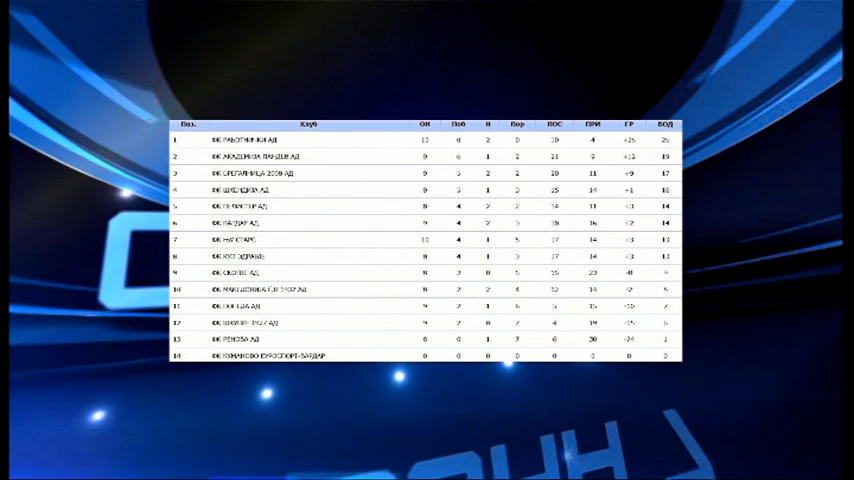 Поз. Клуб ОН Поб Н Пор ПОС ПРИ ГР БОД
1 ФК РАБОТНИЧКИ АД 10 8 2 0 30 4 +26 26
2 ФК АКАДЕМИЈА ПАНДЕВ АД 9 6 1 2 21 9 +12 19
3 ФК БРЕГАЛНИЦА 2008 АД 9 5 2 2 20 11 +9 17
4 ФК ШКЕНДИЈА АД 9 5 1 3 15 14 +1 16
5 ФК ПЕЛИСТЕР АД 8 4 2 2 14 11 +3 14
6 ФК ВАРДАР АД 9 4 2 3 18 16 +2 14
7 ФК ЊУ СТАРС 10 4 1 5 17 14 +3 13
8 ФК КУП ЗДРАВЈЕ 8 4 1 3 17 14 +3 13
9 ФК СКОПЈЕ АД 8 3 0 5 15 23 -8 9
10 ФК МАКЕДОНИЈА Ѓ.П 1932 АД 8 2 2 4 12 14 -2 8
11 ФК ПОБЕДА АД 9 2 1 6 5 15 -10 7
12 ФК ШКУПИ 1927 АД 9 2 0 7 4 19 -15 6
13 ФК РЕНОВА АД 8 0 1 7 6 30 -24 1
14 ФК КУМАНОВО ЕУРОСПОРТ-ВАРДАР 0 0 0 0 0 0 0 0